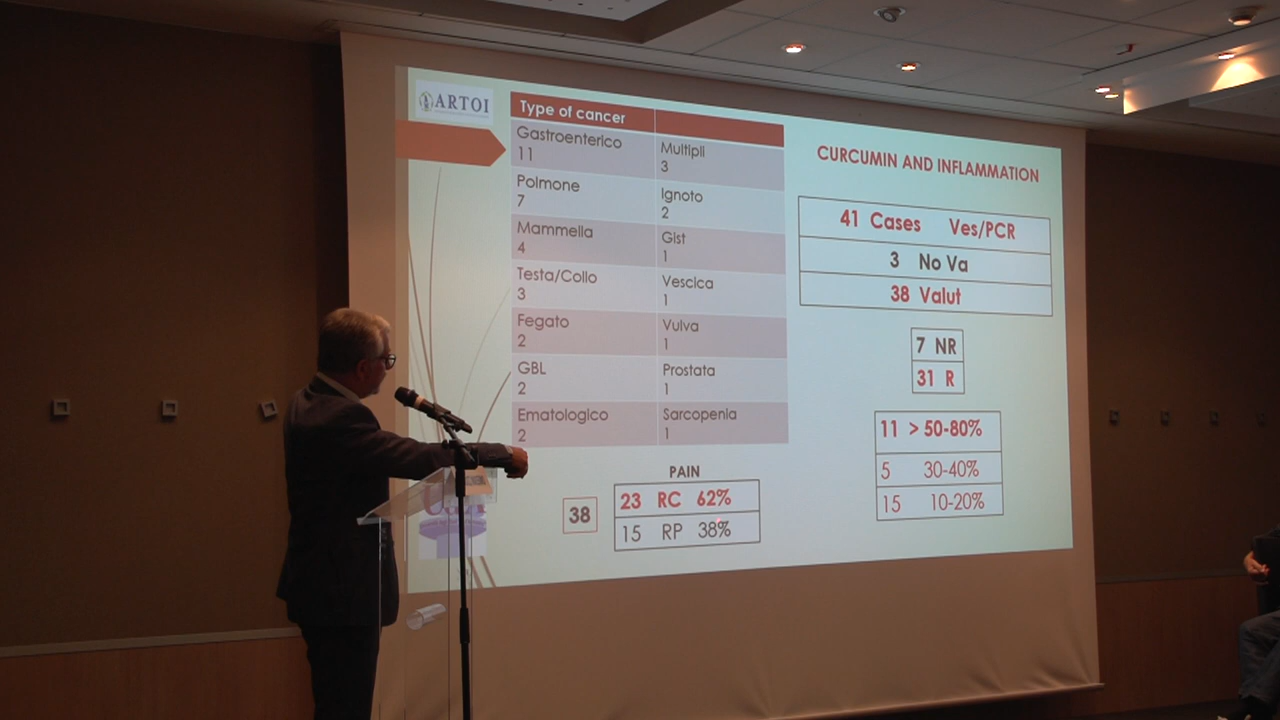 ARTOI
Type of cancer
Gastroenterico
11
Multipli
3
Polmone
7
Ignoto
2
Mammella
4
Gist
1
Testa/Collo
3
Vescica
1
Fegato
2
Vulva
1
GBL
2
Prostata
1
Ematologico
2
Sarcopenia
1
PAIN
38
23 RC 62%
15 RP 38%
CURCUMIN AND INFLAMMATION
41 Cases Ves/PCR
3 No Va
38 Valut
7 NR
31 R
11 > 50-80%
5 30-40%
15 10-20%